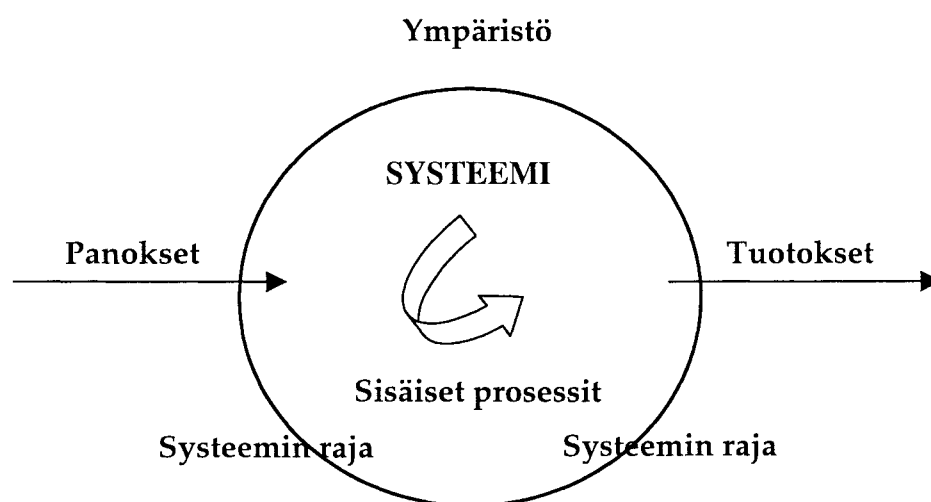 Ympäristö
SYSTEEMI
Panokset
Tuotokset
Sisäiset prosessit
Systeemin raja
Systeemin raja